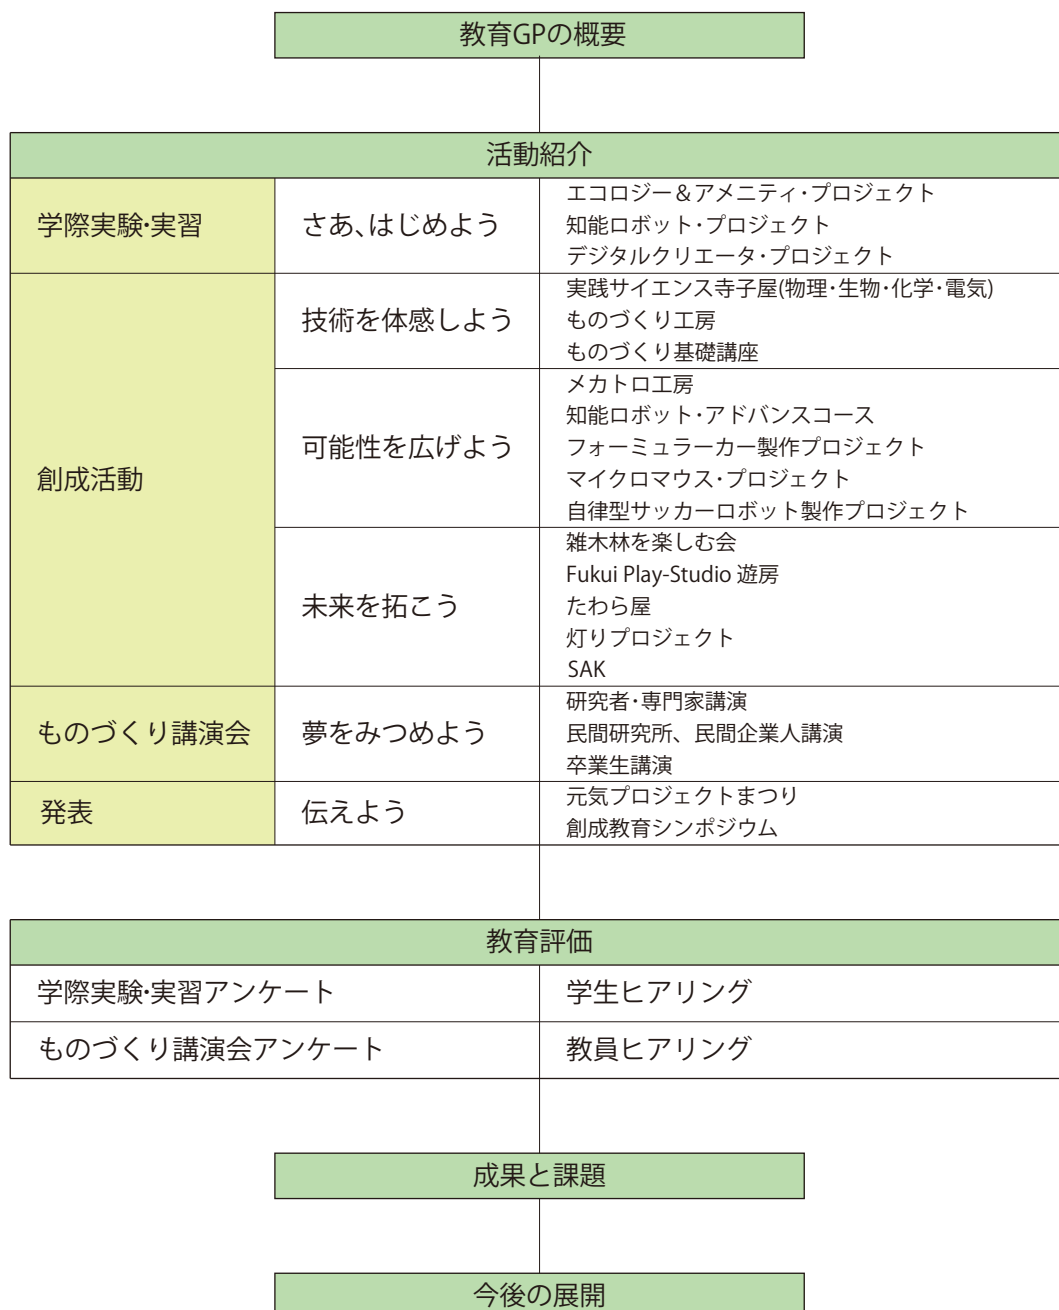 教育GPの概要
活動紹介
学際実験・実習
さあ、はじめよう
エコロジー＆アメニティ・プロジェクト
知能ロボット・プロジェクト
デジタルクリエータ・プロジェクト
創成活動
技術を体感しよう
実践サイエンス寺子屋(物理・生物・化学・電気)
ものづくり工房
ものづくり基礎講座
可能性を広げよう
メカトロ工房
知能ロボット・アドバンスコース
フォーミュラーカー製作プロジェクト
マイクロマウス・プロジェクト
自律型サッカーロボット製作プロジェクト
未来を拓こう
雑木林を楽しむ会
Fukui Play-Studio 遊房
たわら屋
灯りプロジェクト
SAK
ものづくり講演会
夢をみつめよう
研究者・専門家講演
民間研究所、民間企業人講演
卒業生講演
発表
伝えよう
元気プロジェクトまつり
創成教育シンポジウム
教育評価
学際実験・実習アンケート
学生ヒアリング
ものづくり講演会アンケート
教員ヒアリング
成果と課題
今後の展開